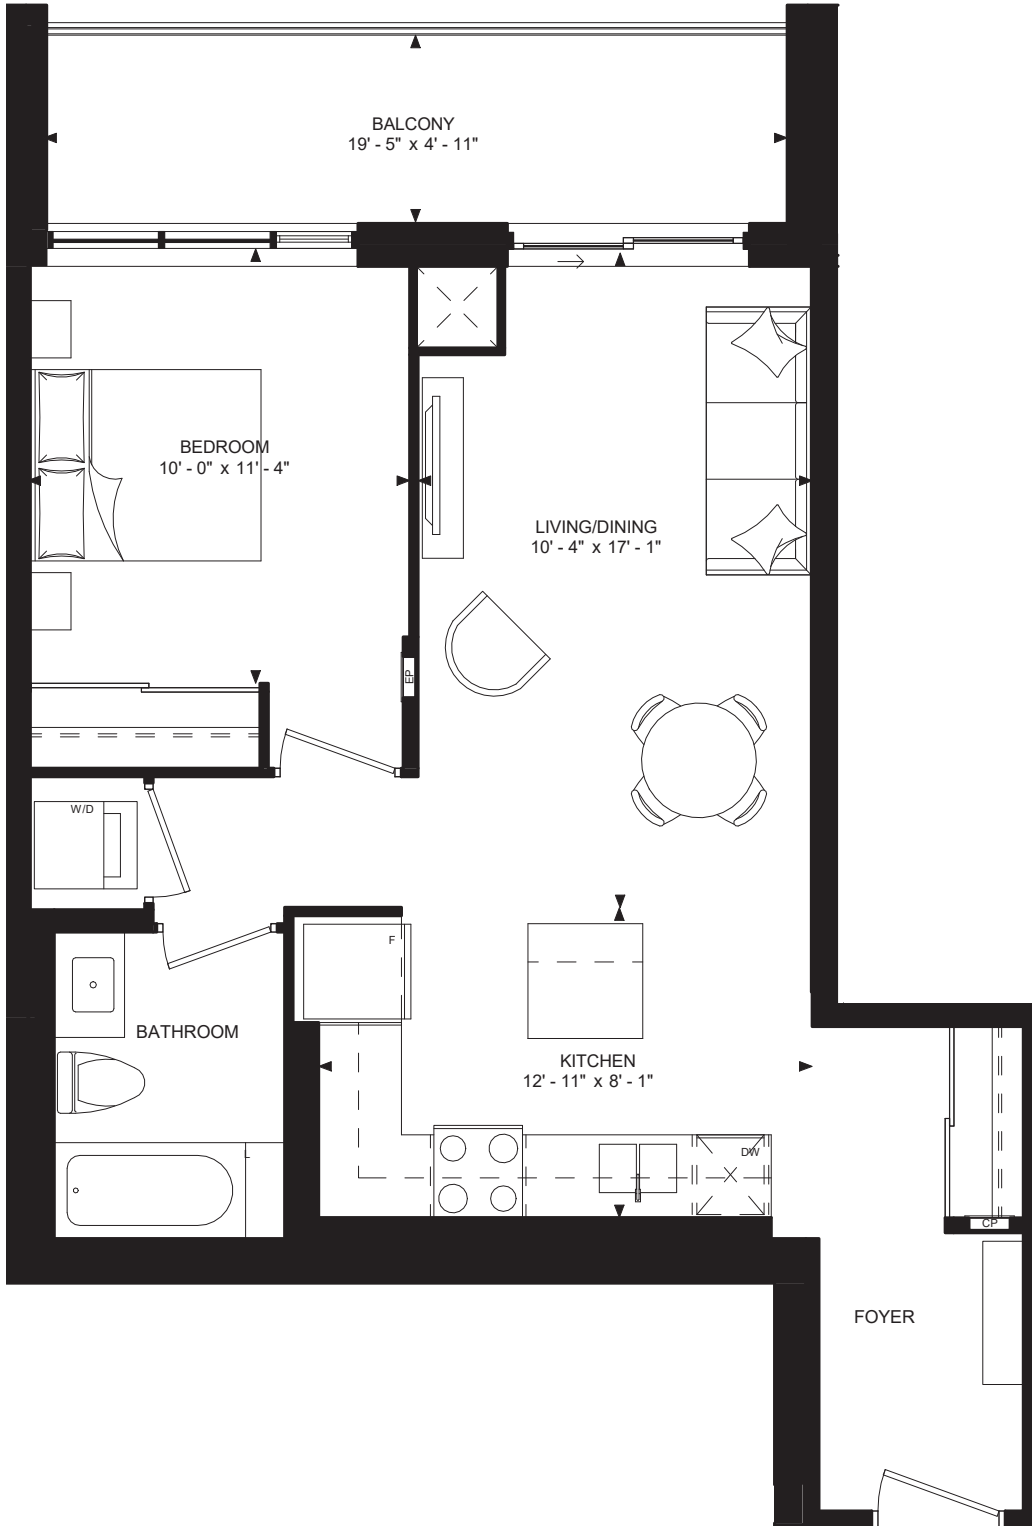 BALCONY
19' - 5" x 4' - 11"
BEDROOM
10' - 0" x 11' - 4"
LIVING/DINING
10' - 4" x 17' - 1"
EP
W/D
F
BATHROOM
KITCHEN
12' - 11" x 8' - 1"
L
DW
CP
FOYER